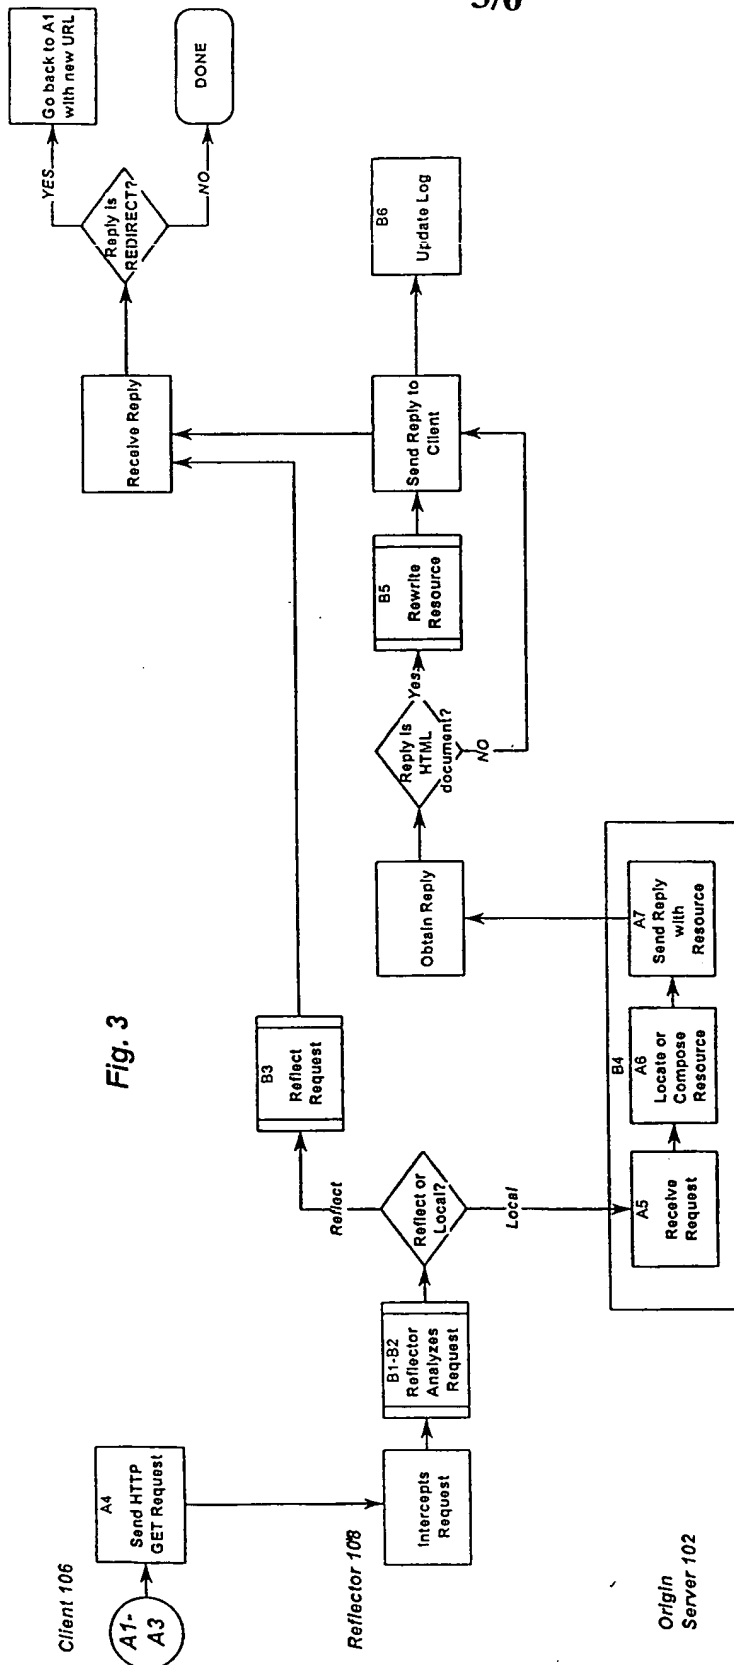 3/6
Fig. 3
Client 106
A1-
A3
A4
Send HTTP
GET Request
Receive Reply
Reply is
REDIRECT?
YES
Go back to A1
with new URL
NO
DONE
Reflector 108
Intercepts
Request
B1-B2
Reflector
Analyzes
Request
Reflect or
Local?
Reflect
B3
Reflect
Request
Local
Obtain Reply
Reply is
HTML
document?
Yes
NO
B5
Rewrite
Resource
Send Reply to
Client
B6
Update Log
Origin
Server 102
B4
A5
Receive
Request
A6
Locate or
Compose
Resource
A7
Send Reply
with
Resource